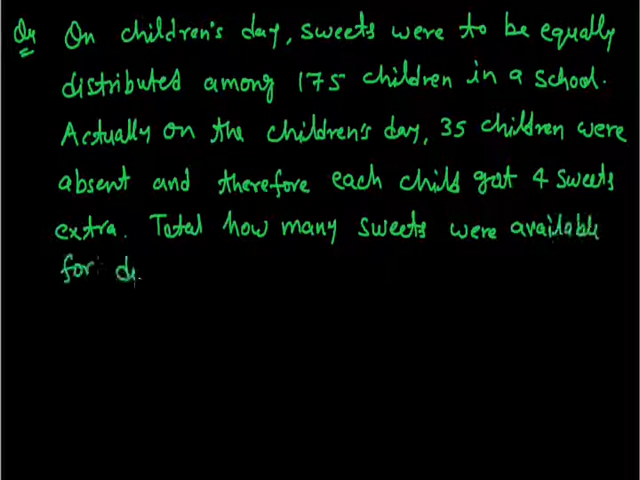 Q4 On children's day, sweets were to be equally
distributed among 175 children in a school.
Actually on the children's day, 35 children were
absent and therefore each child got 4 sweets
extra. Total how many sweets were available
for di